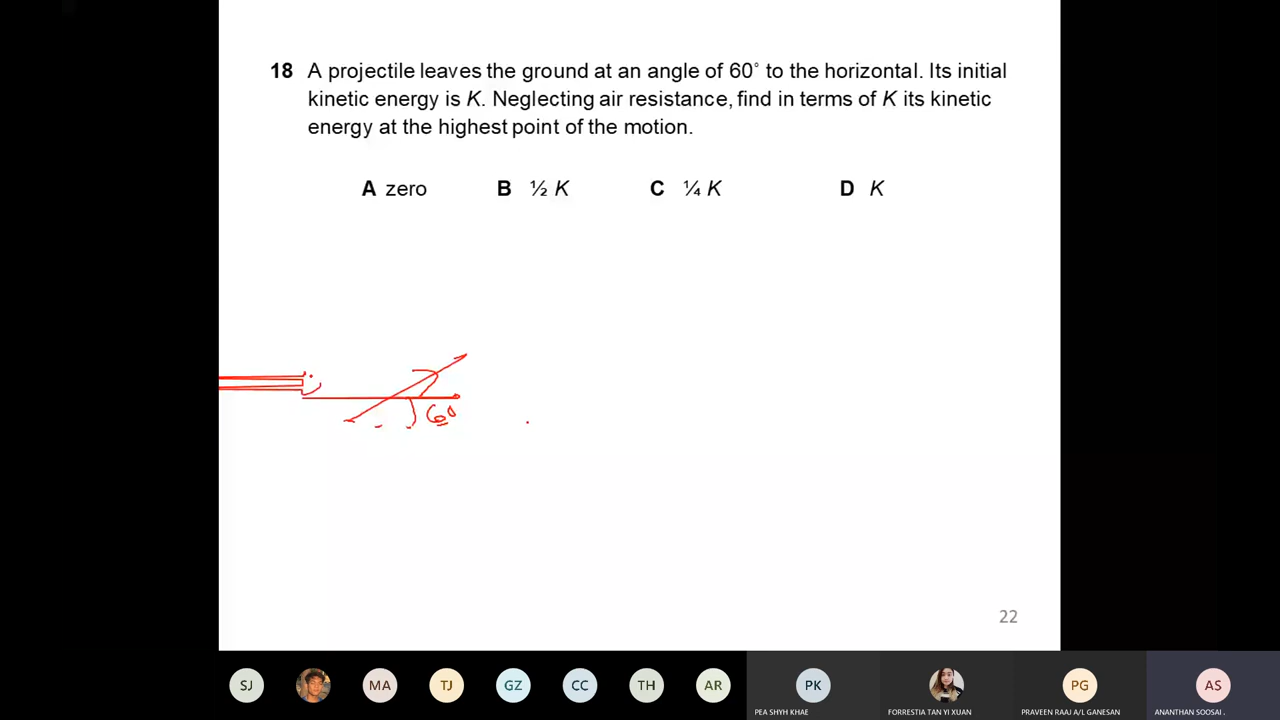 18 A projectile leaves the ground at an angle of 60° to the horizontal. Its initial
kinetic energy is K. Neglecting air resistance, find in terms of K its kinetic
energy at the highest point of the motion.
A zero B ½ K C ¼ K D K
60
22
SJ MA TJ GZ CC TH AR PK PG AS
PEA SHYH KHAE FORRESTIA TAN YI XUAN PRAVEEN RAAJ A/L GANESAN ANANTHAN SOOSAI .